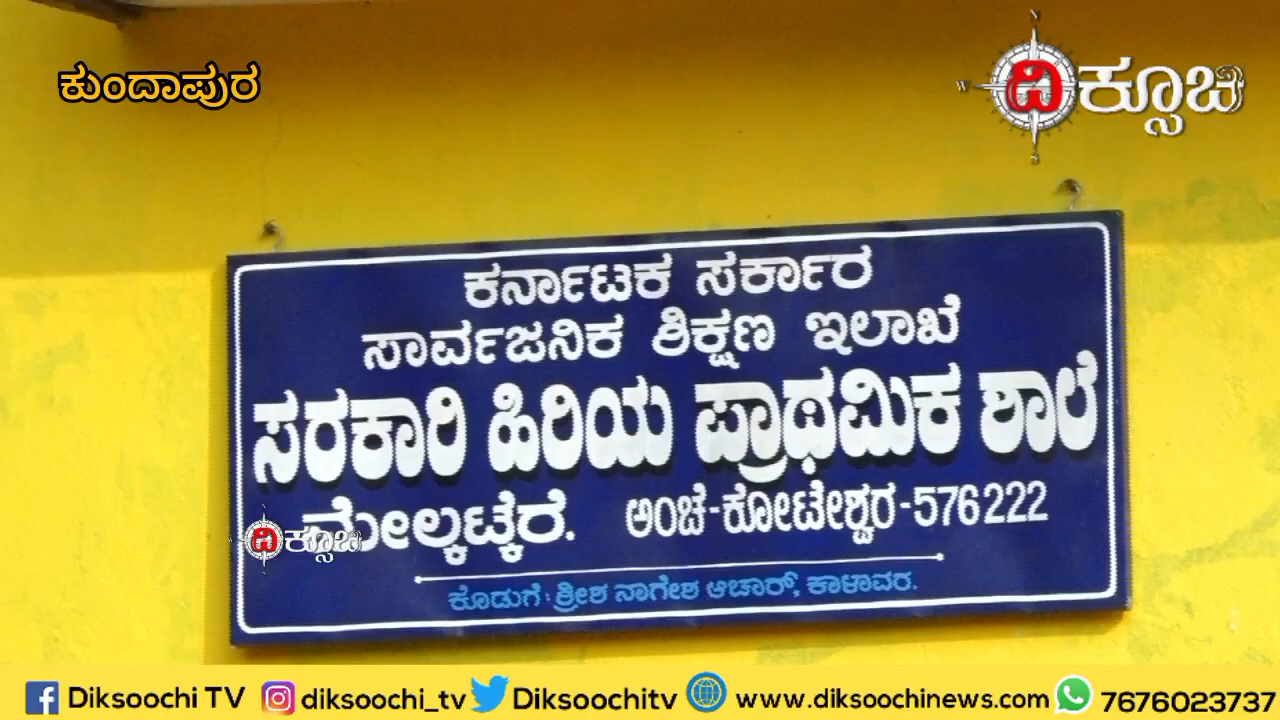 ಕುಂದಾಪುರ
ದಿಕ್ಸೂಚಿ
ಕರ್ನಾಟಕ ಸರ್ಕಾರ
ಸಾರ್ವಜನಿಕ ಶಿಕ್ಷಣ ಇಲಾಖೆ
ಸರಕಾರಿ ಹಿರಿಯ ಪ್ರಾಥಮಿಕ ಶಾಲೆ
ಮೇಲ್ಕಟ್ಕೆರೆ. ಅಂಚೆ-ಕೋಟೇಶ್ವರ-576222
ದಿಕ್ಸೂಚಿ
ಕೊಡುಗೆ: ಶ್ರೀಶ ನಾಗೇಶ ಆಚಾರ್, ಕಾಳಾವರ.
Diksoochi TV diksoochi_tv Diksoochitv www.diksoochinews.com 7676023737